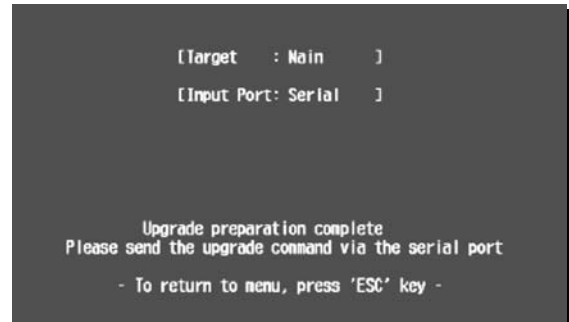 [Target : Main ]
[Input Port: Serial ]
Upgrade preparation complete
Please send the upgrade command via the serial port
- To return to menu, press 'ESC' key -